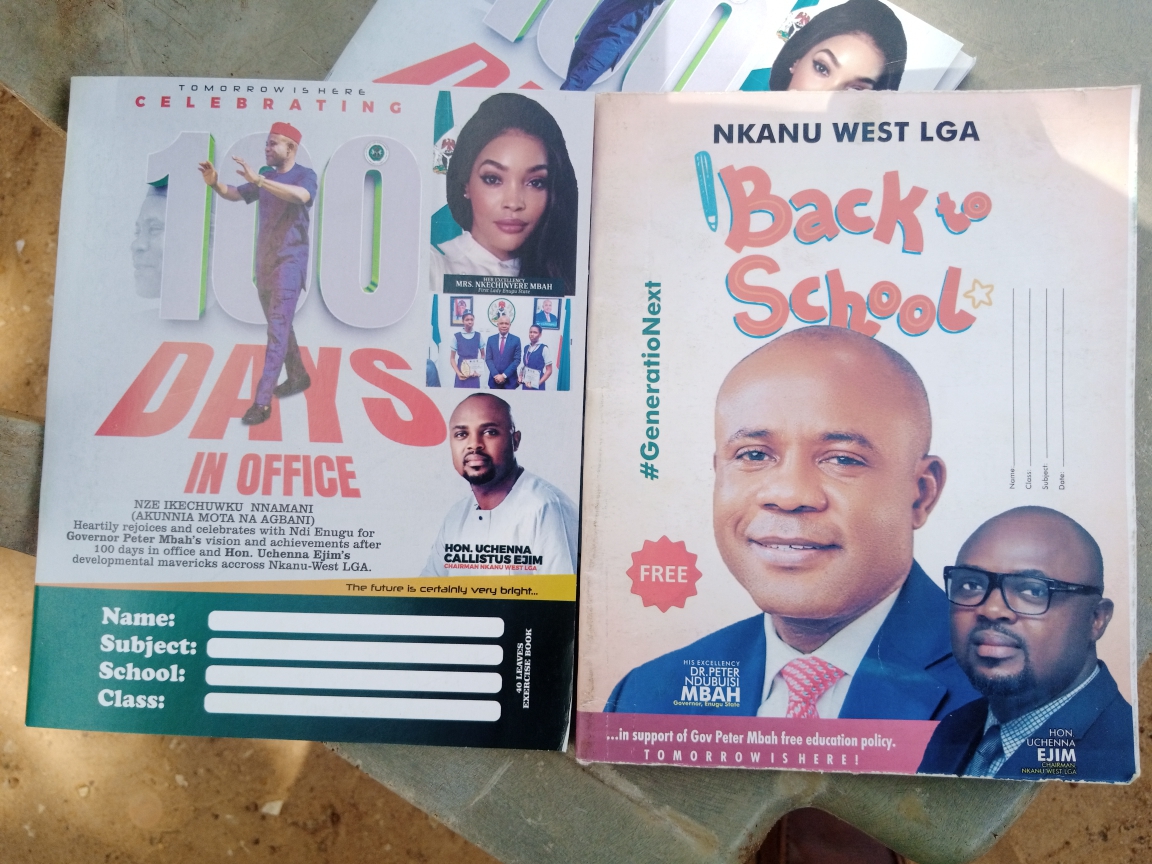 TOMORROW IS HERE
CELEBRATING
100
DAYS
IN OFFICE
HER EXCELLENCY
MRS. NKECHINYERE MBAH
First Lady Enugu State
NZE IKECHUWKU NNAMANI
(AKUNNIA MOTA NA AGBANI)
Heartily rejoices and celebrates with Ndi Enugu for
Governor Peter Mbah's vision and achievements after
100 days in office and Hon. Uchenna Ejim's
developmental mavericks accross Nkanu-West LGA.
HON. UCHENNA
CALLISTUS EJIM
CHAIRMAN NKANU WEST LGA
The future is certainly very bright...
Name:
Subject:
School:
Class:
40 LEAVES
EXERCISE BOOK
NKANU WEST LGA
Back to
School
#GeneratioNext
Name:
Class:
Subject:
Date:
FREE
HIS EXCELLENCY
DR. PETER
NDUBUISI
MBAH
Governor, Enugu State
HON
UCHENNA
EJIM
CHAIRMAN
NKANU WEST LGA
...in support of Gov Peter Mbah free education policy.
TOMORROW IS HERE!